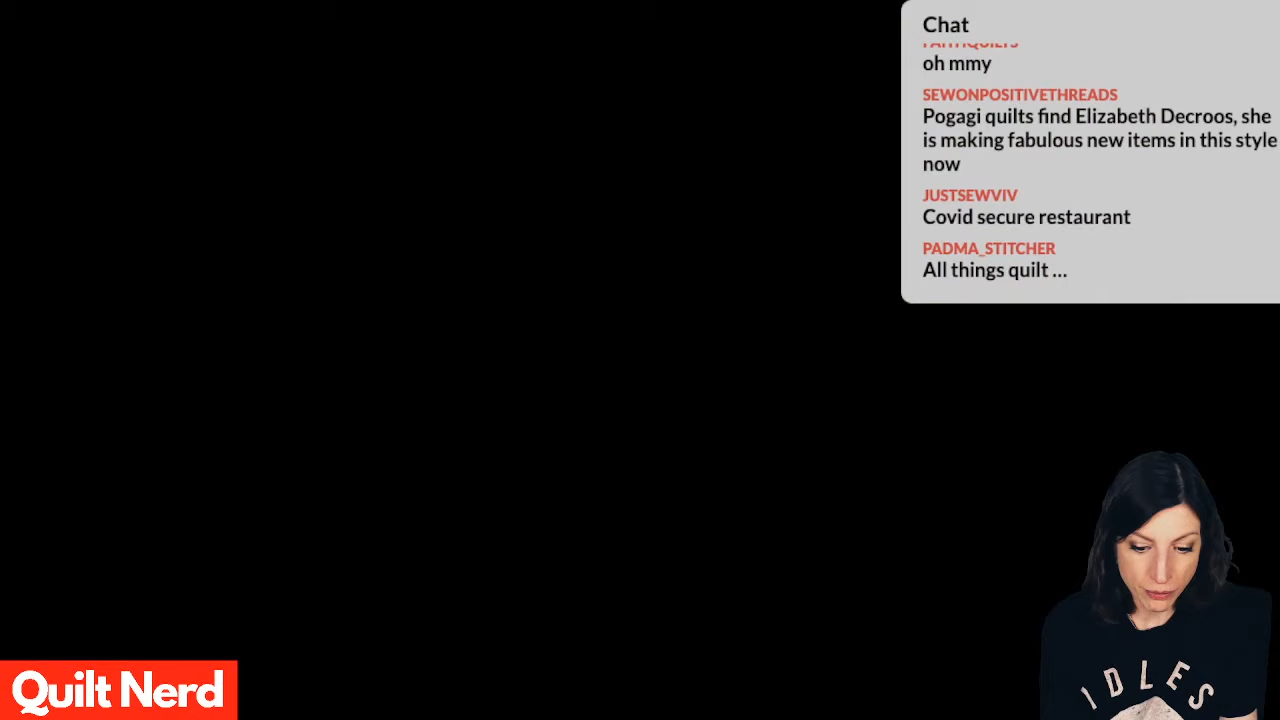 Chat
oh mmy
SEWONPOSITIVETHREADS
Pogagi quilts find Elizabeth Decroos, she
is making fabulous new items in this style
now
JUSTSEWVIV
Covid secure restaurant
PADMA_STITCHER
All things quilt ...
IDLES
Quilt Nerd